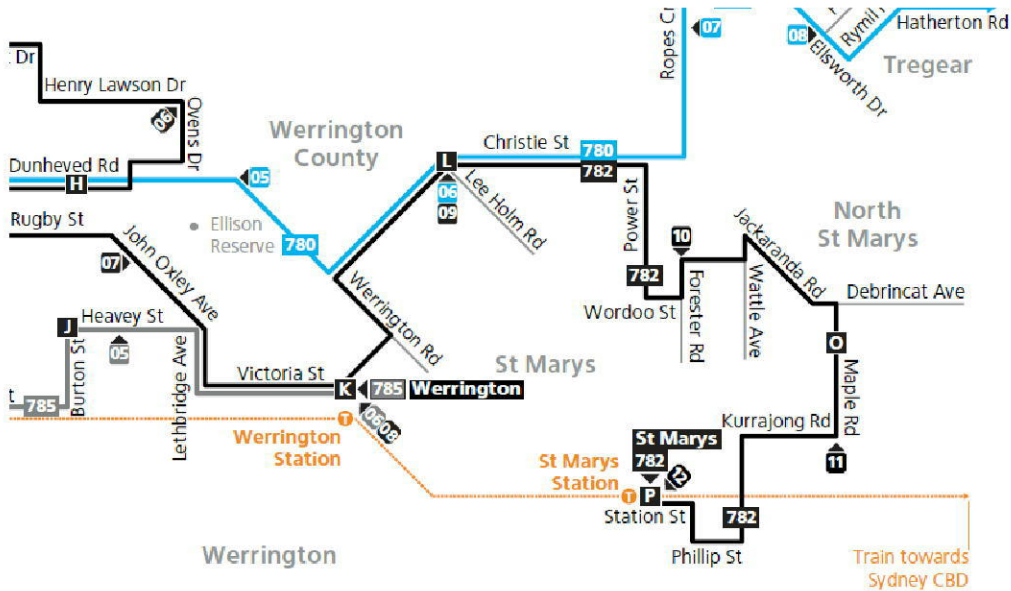 Dr
Henry Lawson Dr
Ovens Dr
06
Dunheved Rd
H
05
Werrington
County
Christie St
780
782
L
06
09
Lee Holm Rd
Ropes
07
08
Ellsworth Dr
Hatherton Rd
Tregear
Rugby St
07
John Oxley Ave
Ellison
Reserve
780
Werrington Rd
Power St
782
Wordoo St
10
Forester Rd
Wattle Ave
Jackaranda Rd
North
St Marys
Debrincat Ave
O
Maple Rd
J
Heavey St
05
Burton St
785
Lethbridge Ave
Victoria St
K
785
Werrington
06
08
St Marys
T
Werrington
Station
Kurrajong Rd
11
St Marys
782
12
St Marys
Station
T
P
Station St
782
Phillip St
Werrington
Train towards
Sydney CBD